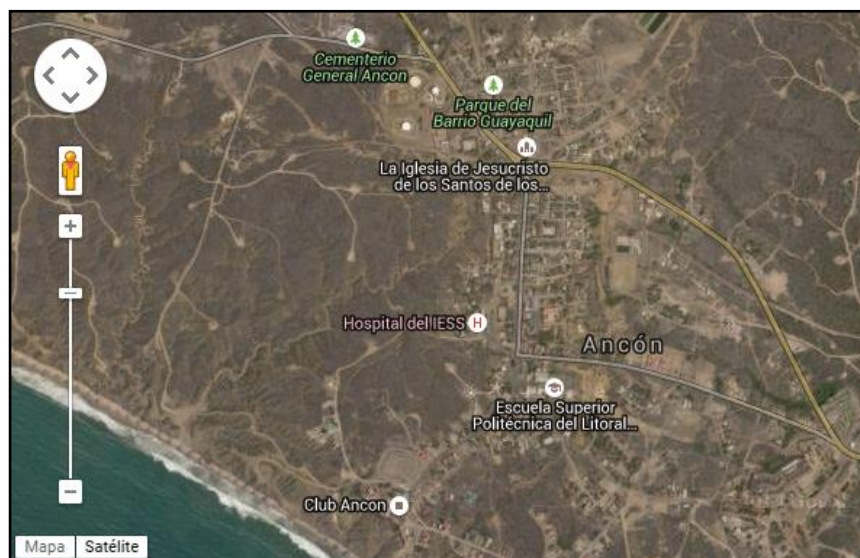 Cementerio
General Ancon
Parque del
Barrio Guayaquil
La Iglesia de Jesucristo
de los Santos de los...
Hospital del IESS
H
Ancón
Escuela Superior
Politécnica del Litoral...
Club Ancon
Mapa
Satélite